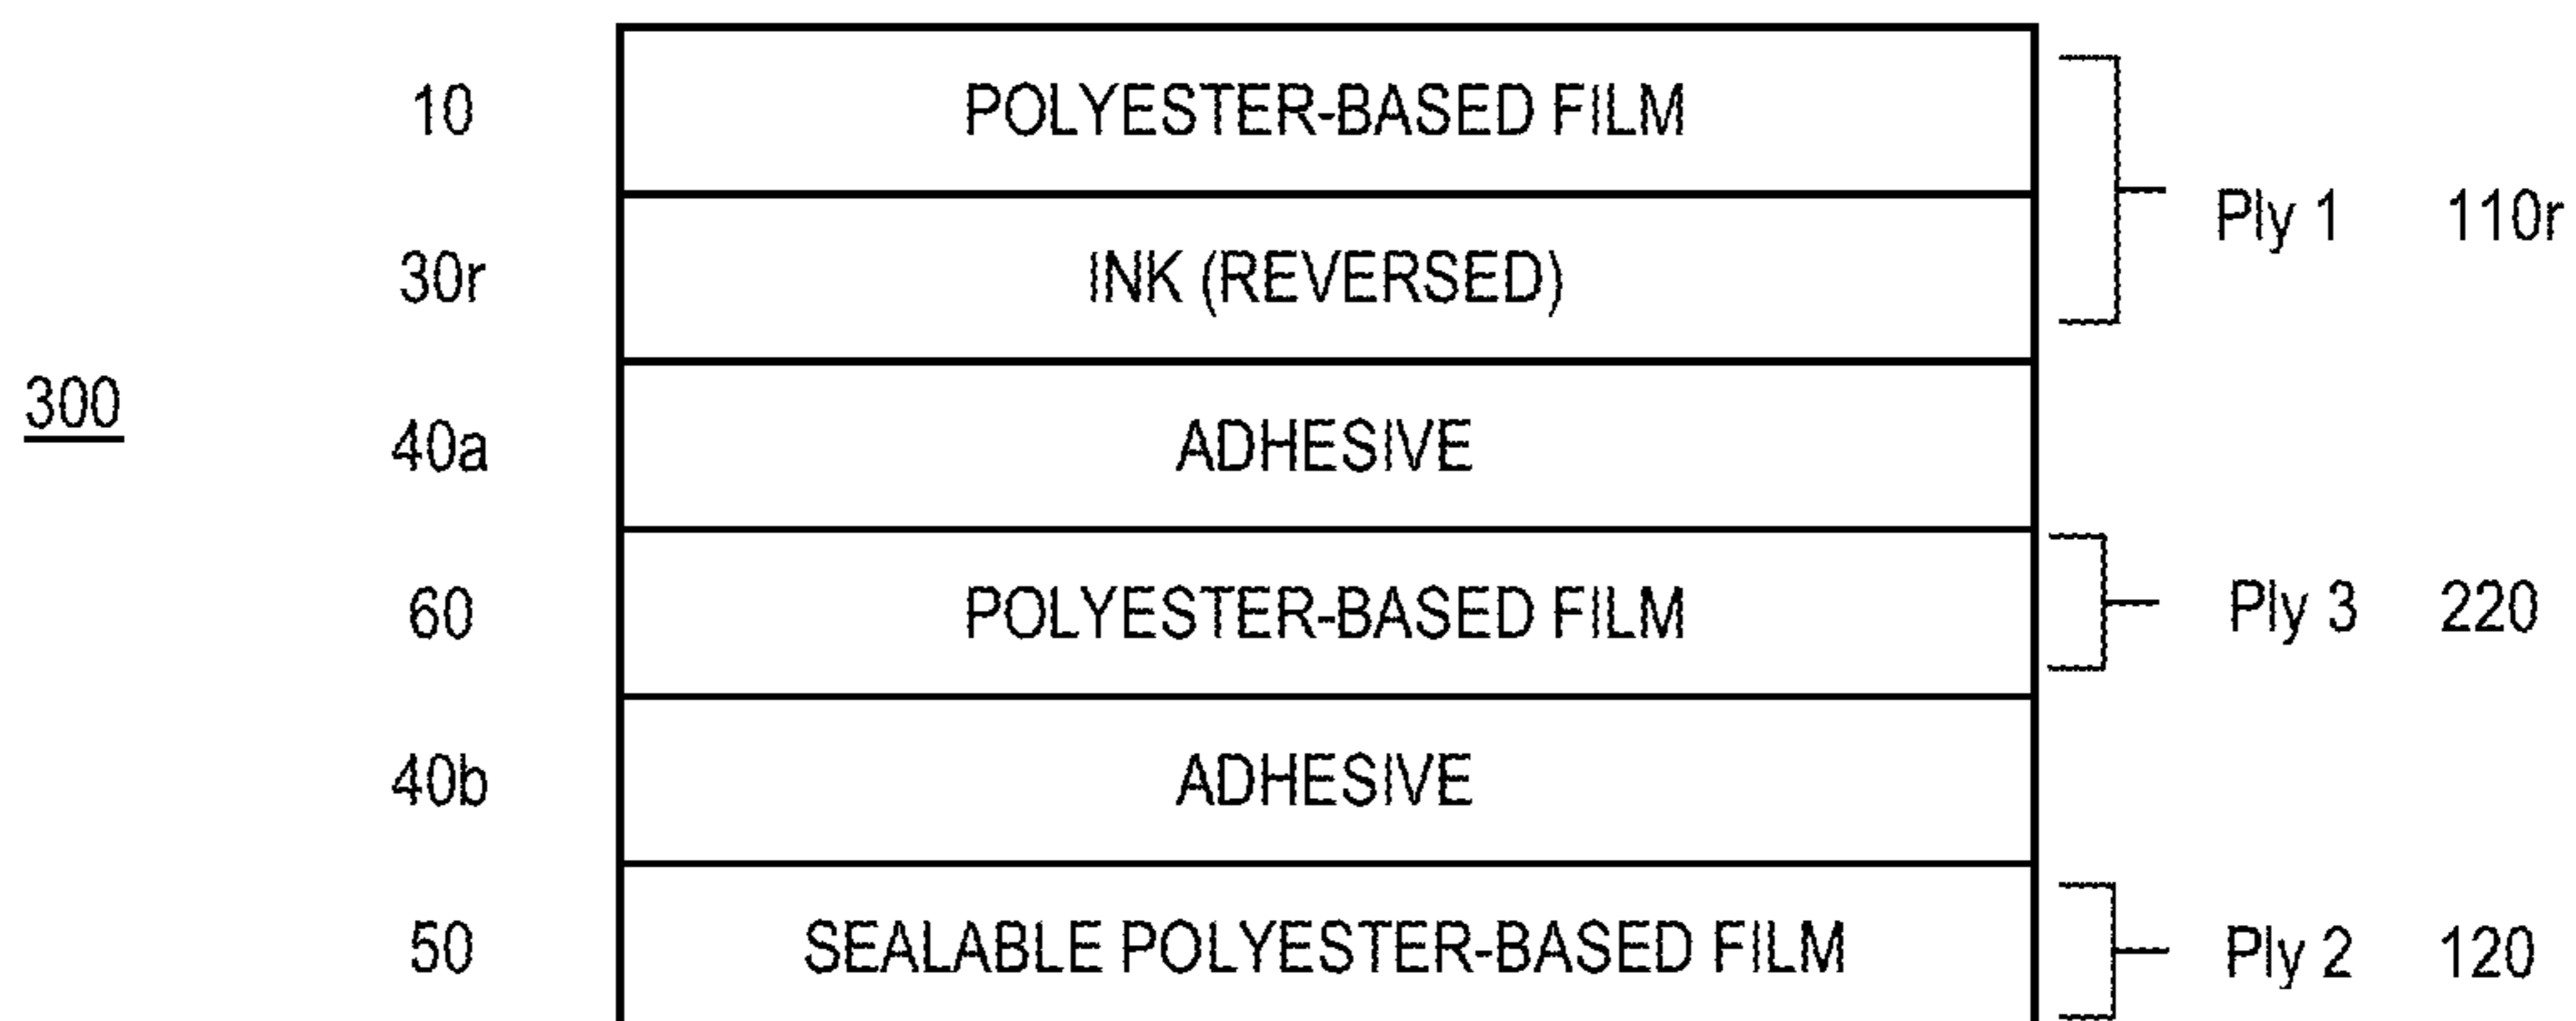 10 POLYESTER-BASED FILM
Ply 1 110r
30r INK (REVERSED)
300
40a ADHESIVE
60 POLYESTER-BASED FILM Ply 3 220
40b ADHESIVE
50 SEALABLE POLYESTER-BASED FILM Ply 2 120